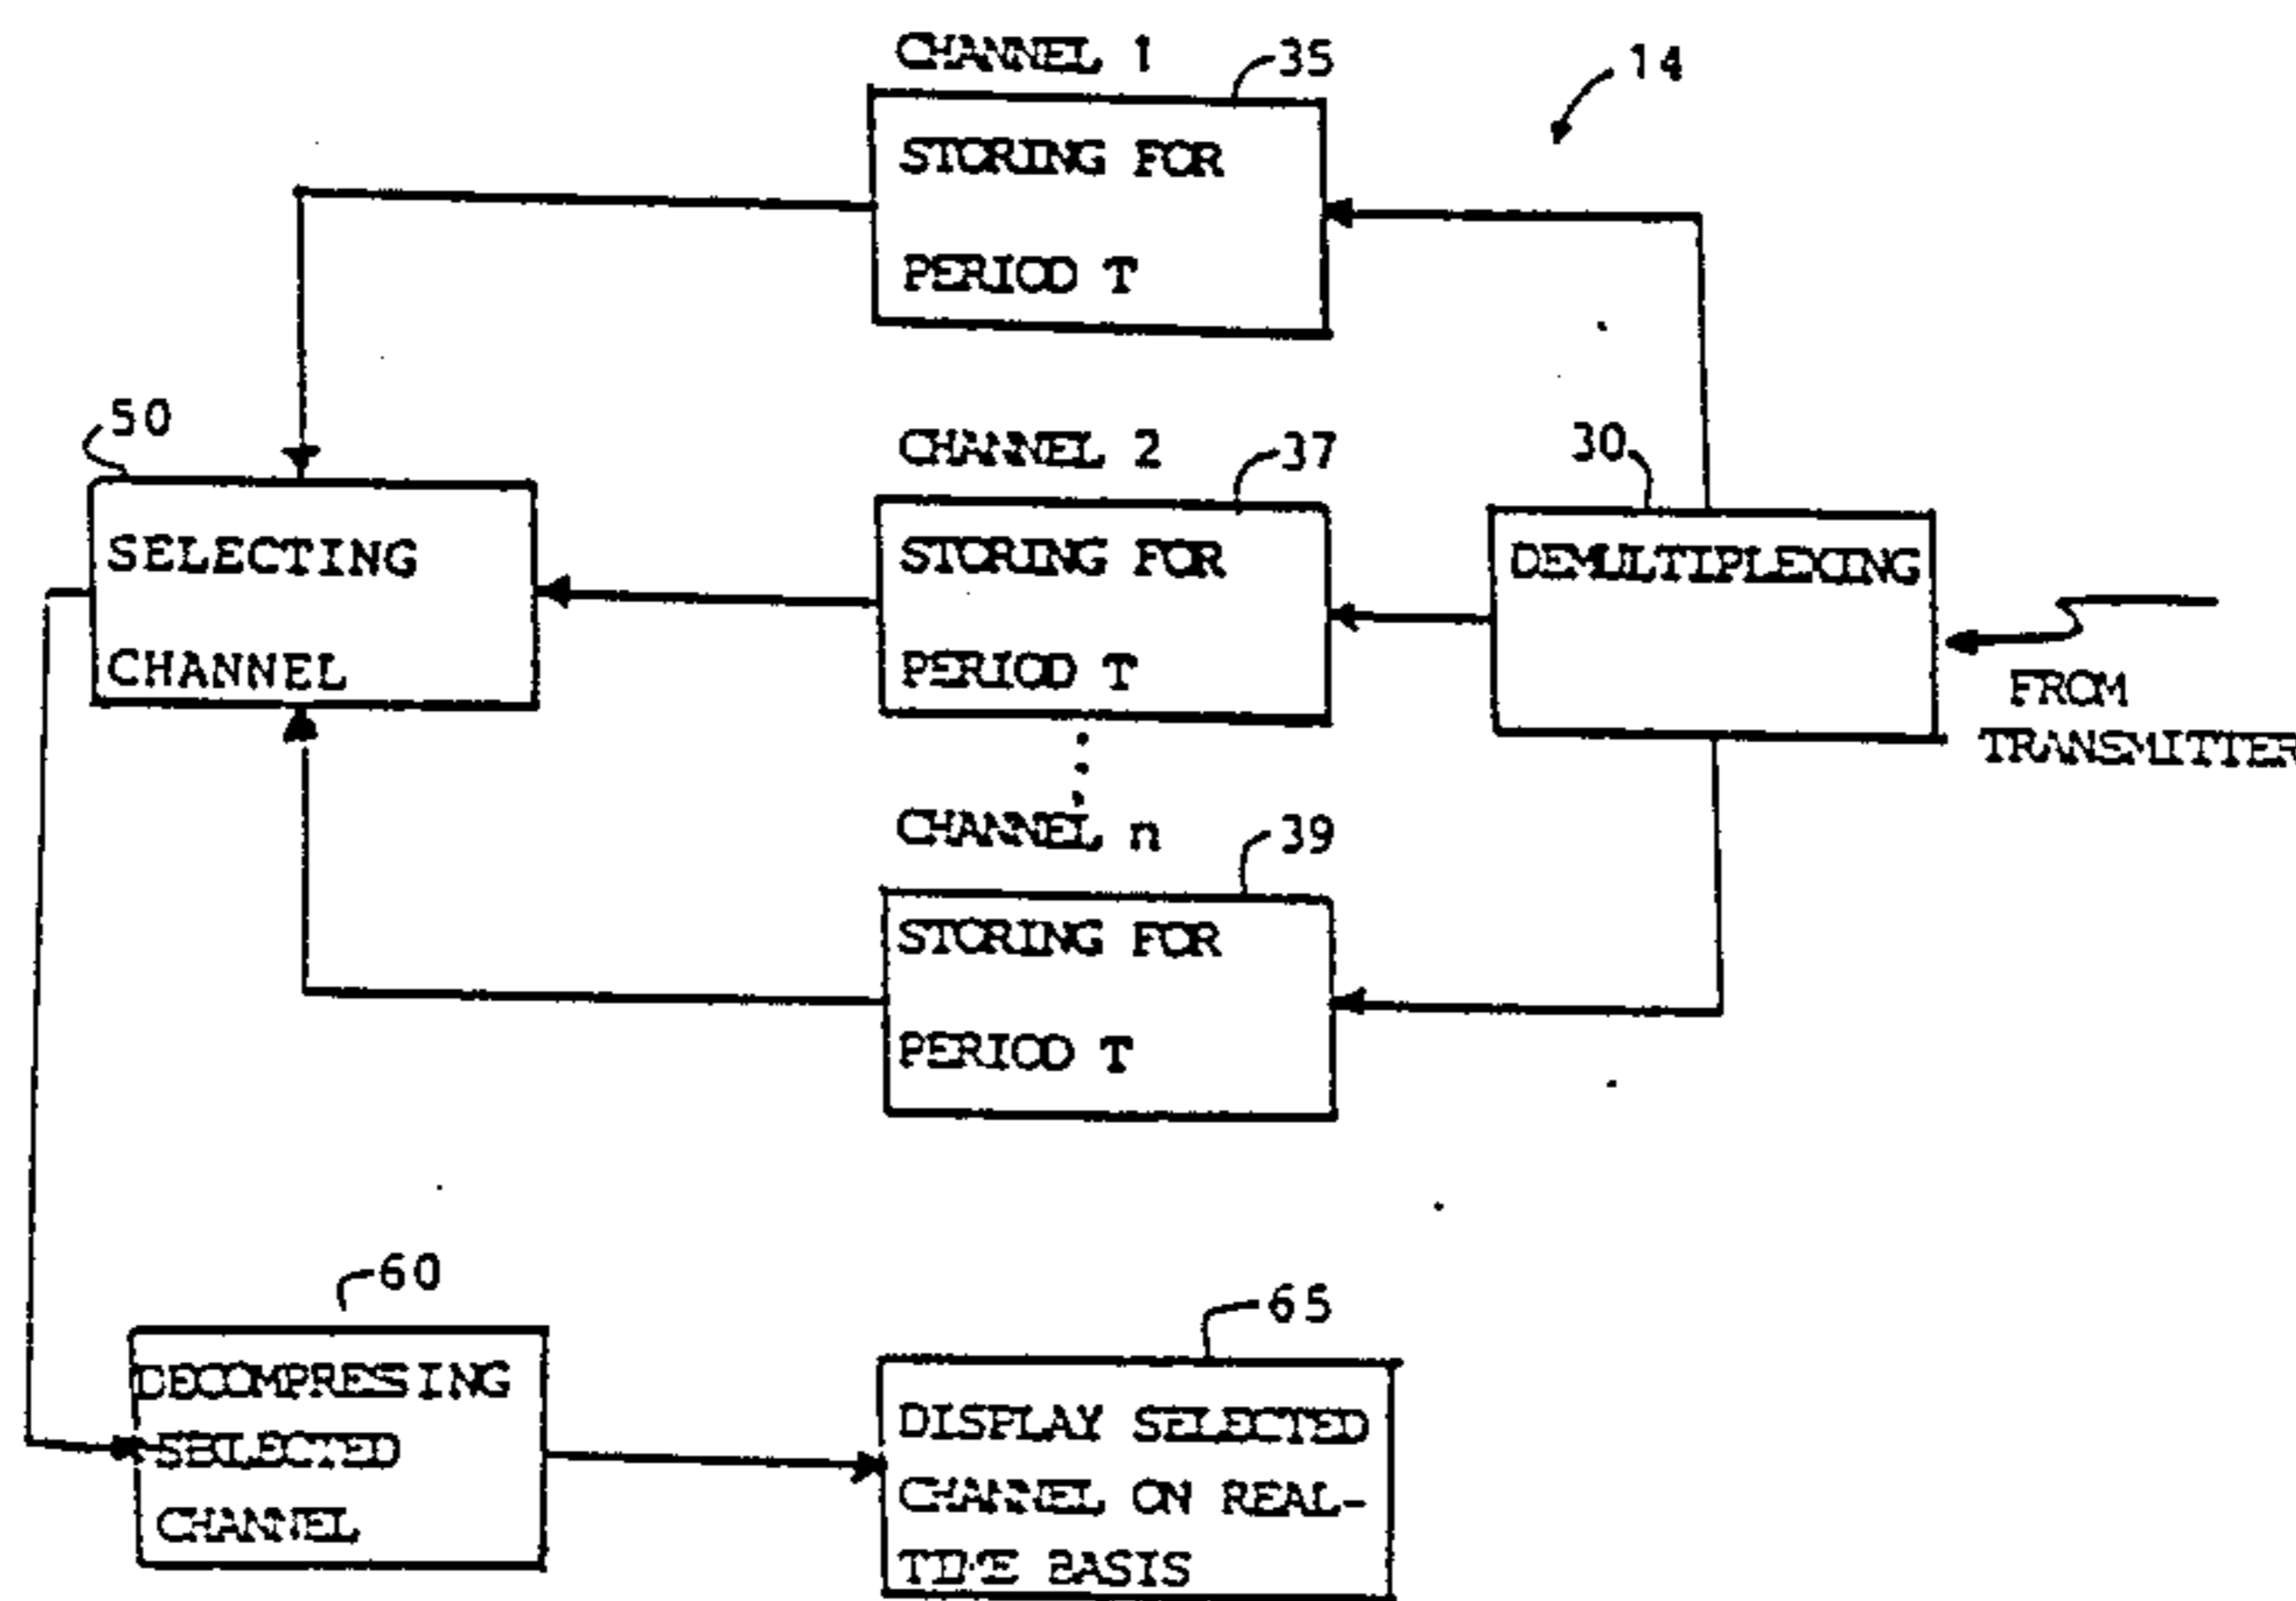 CHANNEL 1
35
14
STORING FOR
PERIOD T
50
CHANNEL 2
37
30
SELECTING
CHANNEL
STORING FOR
PERIOD T
DEMULTIPLEXING
FROM
TRANSMITTER
CHANNEL n
39
STORING FOR
PERIOD T
60
65
DECOMPRESSING
SELECTED
CHANNEL
DISPLAY SELECTED
CHANNEL ON REAL-
TIME BASIS